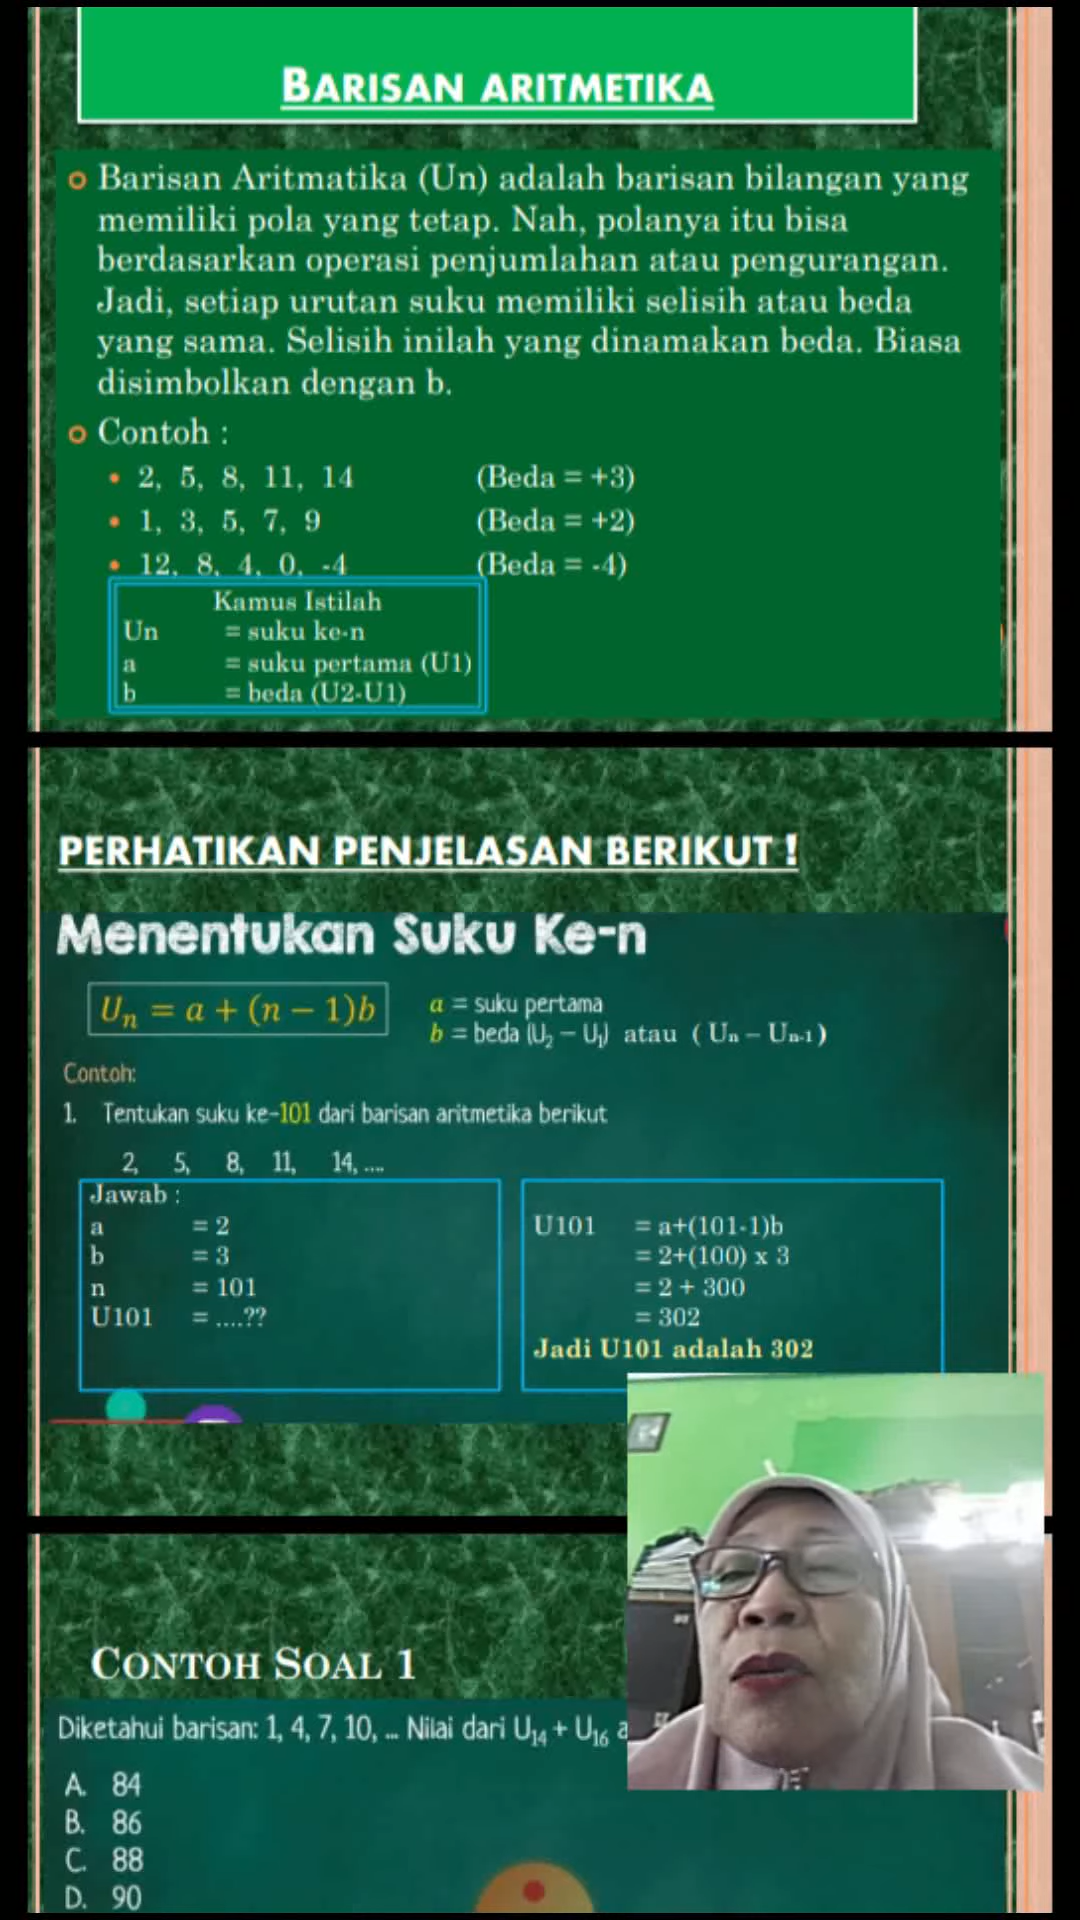 BARISAN ARITMETIKA
Barisan Aritmatika (Un) adalah barisan bilangan yang
memiliki pola yang tetap. Nah, polanya itu bisa
berdasarkan operasi penjumlahan atau pengurangan.
Jadi, setiap urutan suku memiliki selisih atau beda
yang sama. Selisih inilah yang dinamakan beda. Biasa
disimbolkan dengan b.
Contoh :
2, 5, 8, 11, 14 (Beda = +3)
1, 3, 5, 7, 9 (Beda = +2)
12, 8, 4, 0, -4 (Beda = -4)
Kamus Istilah
Un = suku ke-n
a = suku pertama (U1)
b = beda (U2-U1)
PERHATIKAN PENJELASAN BERIKUT !
Menentukan Suku Ke-n
Uₙ = a + (n − 1)b
a = suku pertama
b = beda (U₂ − U₁) atau ( Uₙ − Uₙ₋₁ )
Contoh:
1. Tentukan suku ke-101 dari barisan aritmetika berikut
2, 5, 8, 11, 14, ....
Jawab :
a = 2
b = 3
n = 101
U101 = ....??
U101 = a+(101-1)b
= 2+(100) x 3
= 2 + 300
= 302
Jadi U101 adalah 302
CONTOH SOAL 1
Diketahui barisan: 1, 4, 7, 10, ... Nilai dari U₁₄ + U₁₆ a
A. 84
B. 86
C. 88
D. 90